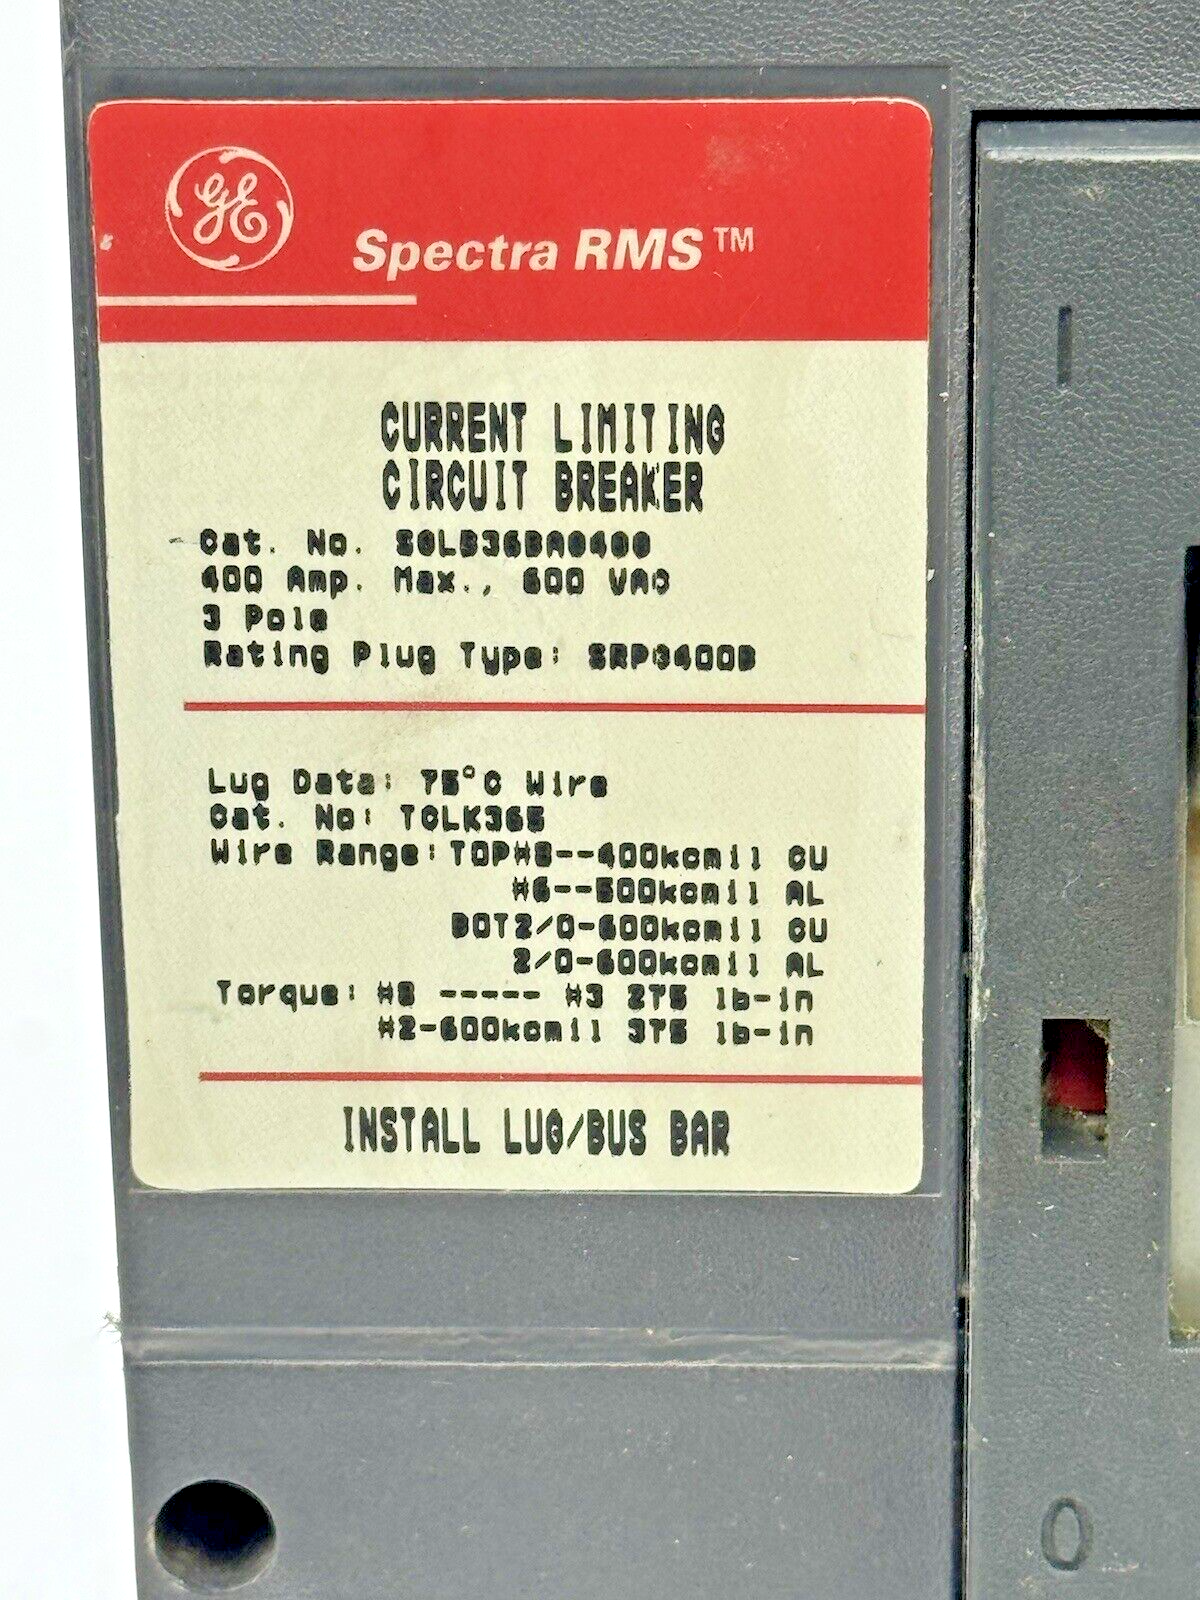 GE
Spectra RMS™
CURRENT LIMITING
CIRCUIT BREAKER
Cat. No. SGLB36BA0400
400 Amp. Max., 600 VAC
3 Pole
Rating Plug Type: SRPG400B
Lug Data: 75°C Wire
Cat. No: TCLK365
Wire Range: TOP#8--400kcmil CU
#6--500kcmil AL
BOT2/0-600kcmil CU
2/0-600kcmil AL
Torque: #8 ----- #3 275 lb-in
#2-600kcmil 375 lb-in
INSTALL LUG/BUS BAR
I
O